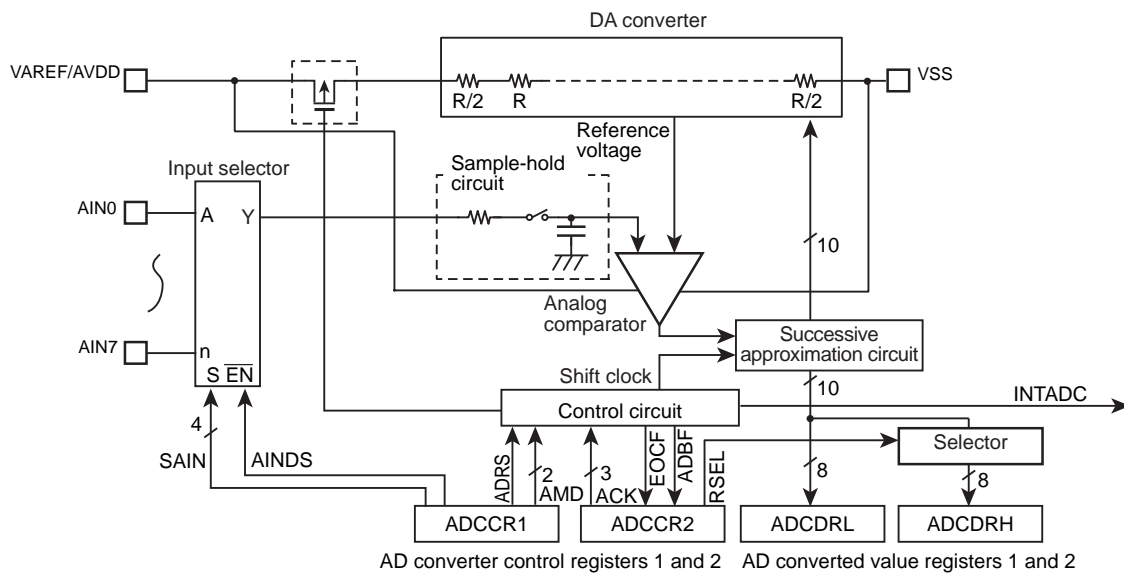 DA converter
VAREF/AVDD
VSS
R/2
R
R/2
Reference
voltage
Input selector
Sample-hold
circuit
AIN0
A
Y
10
Analog
comparator
Successive
approximation circuit
AIN7
n
S
EN
Shift clock
10
INTADC
Control circuit
4
SAIN
AINDS
ADRS
2
AMD
3
ACK
EOCF
ADBF
RSEL
Selector
8
8
ADCCR1
ADCCR2
ADCDRL
ADCDRH
AD converter control registers 1 and 2
AD converted value registers 1 and 2